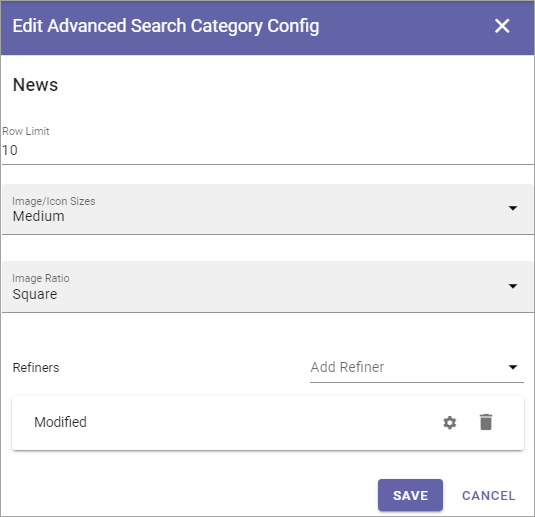 Edit Advanced Search Category Config
News
Row Limit
10
Image/Icon Sizes
Medium
Image Ratio
Square
Refiners
Add Refiner
Modified
SAVE CANCEL